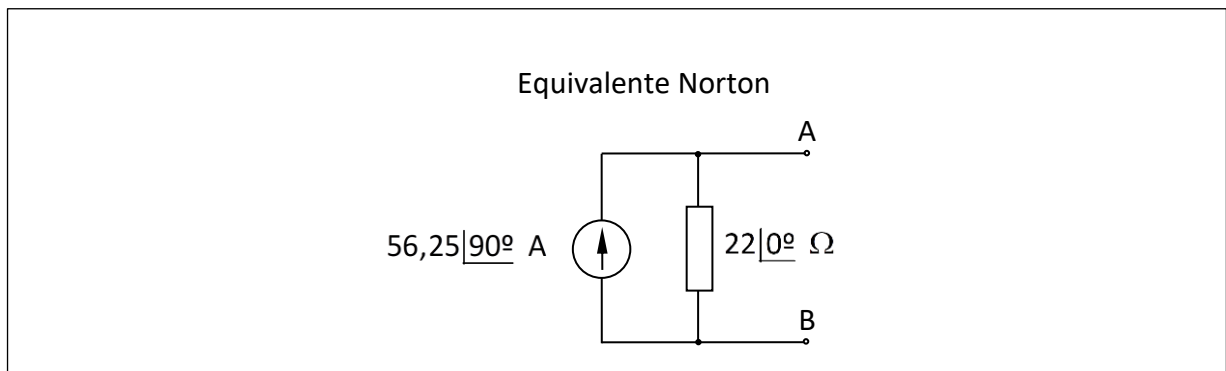 Equivalente Norton
A
56,25|90º A
22|0º Ω
B